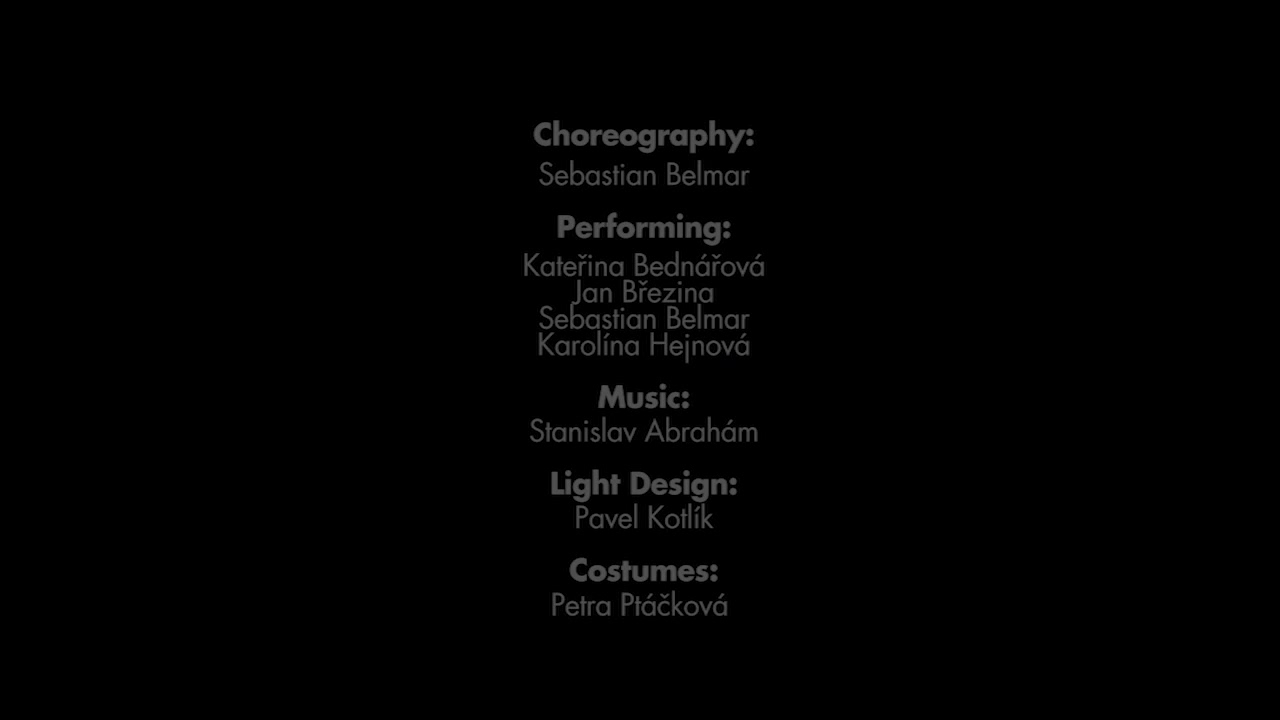 Choreography:
Sebastian Belmar
Performing:
Kateřina Bednářová
Jan Březina
Sebastian Belmar
Karolína Hejnová
Music:
Stanislav Abrahám
Light Design:
Pavel Kotlík
Costumes:
Petra Ptáčková